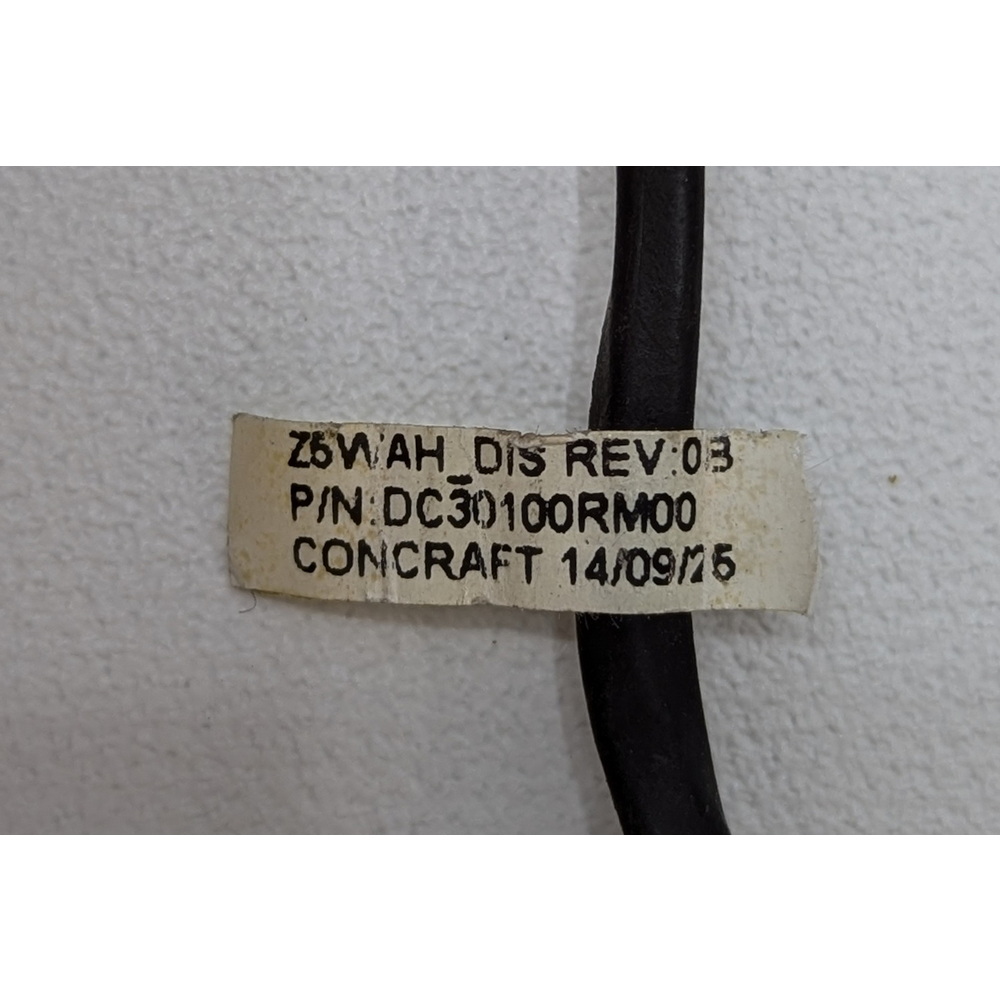 Z5WAH_DIS REV:0B
P/N:DC30100RM00
CONCRAFT 14/09/25